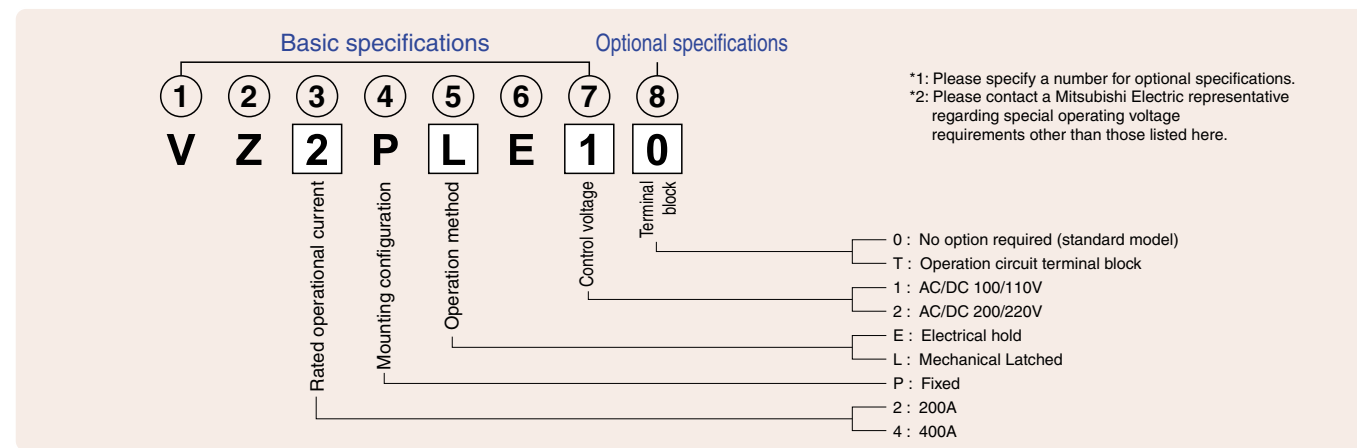 Basic specifications
Optional specifications
1 2 3 4 5 6 7 8
V Z 2 P L E 1 0
*1: Please specify a number for optional specifications.
*2: Please contact a Mitsubishi Electric representative
regarding special operating voltage
requirements other than those listed here.
Rated operational current
Mounting configuration
Operation method
Control voltage
Terminal
block
0 : No option required (standard model)
T : Operation circuit terminal block
1 : AC/DC 100/110V
2 : AC/DC 200/220V
E : Electrical hold
L : Mechanical Latched
P : Fixed
2 : 200A
4 : 400A